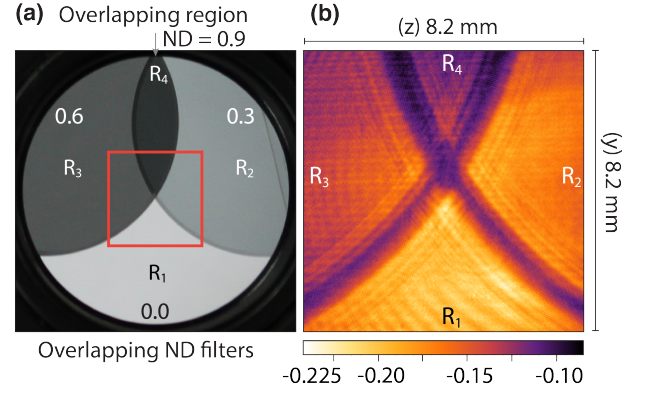 (a)
Overlapping region
ND = 0.9
R4
0.6
0.3
R3
R2
R1
0.0
Overlapping ND filters
(b)
(z) 8.2 mm
R4
R3
R2
(y) 8.2 mm
R1
-0.225 -0.20 -0.15 -0.10